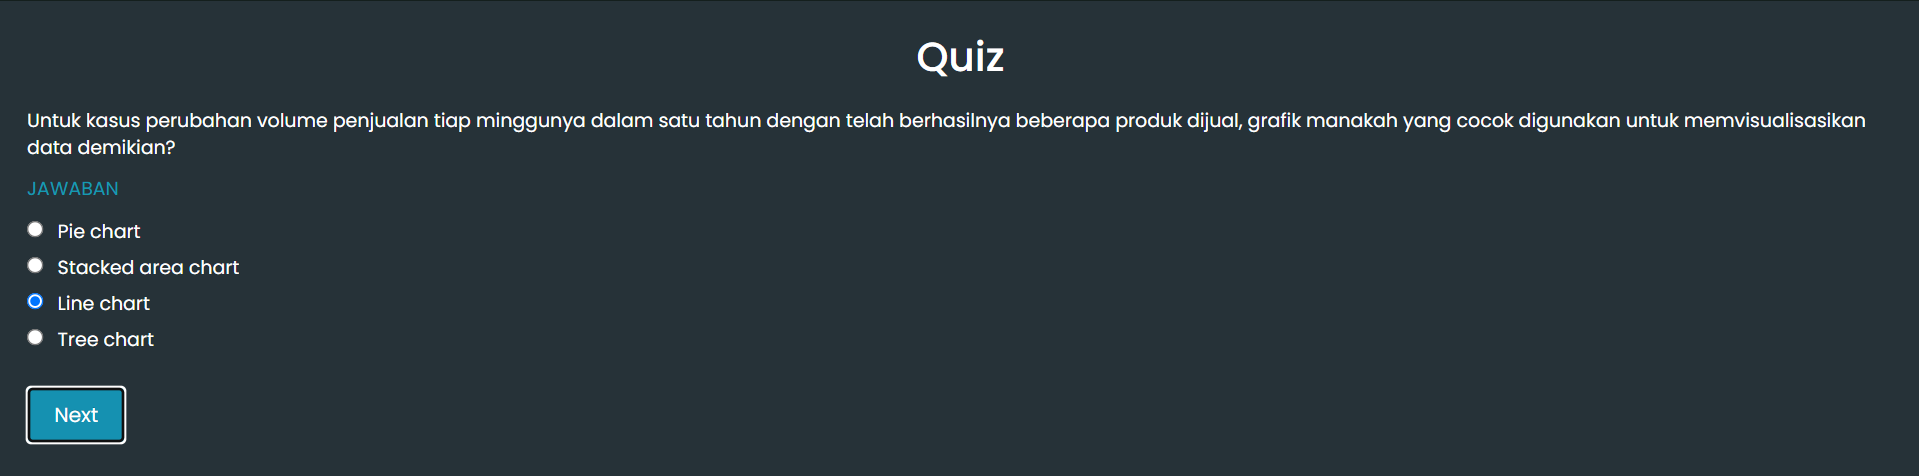 Quiz
Untuk kasus perubahan volume penjualan tiap minggunya dalam satu tahun dengan telah berhasilnya beberapa produk dijual, grafik manakah yang cocok digunakan untuk memvisualisasikan
data demikian?
JAWABAN
Pie chart
Stacked area chart
Line chart
Tree chart
Next